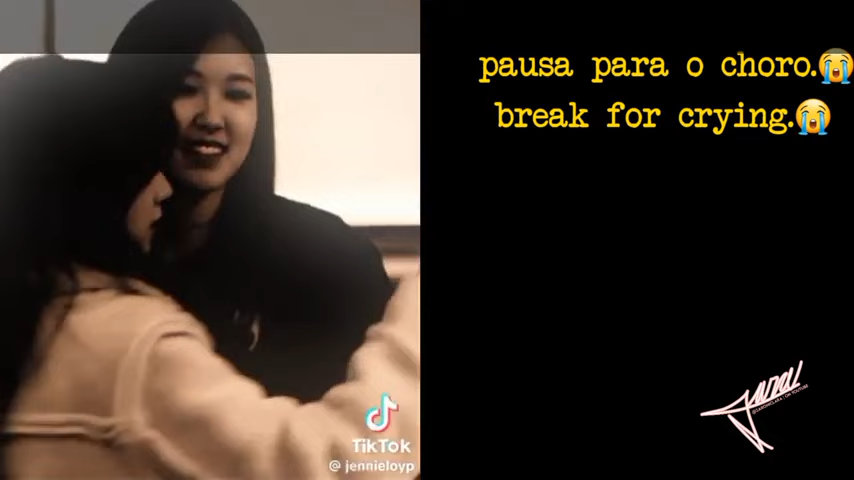 pausa para o choro.😭
break for crying.😭
TikTok
@ jennieloyp